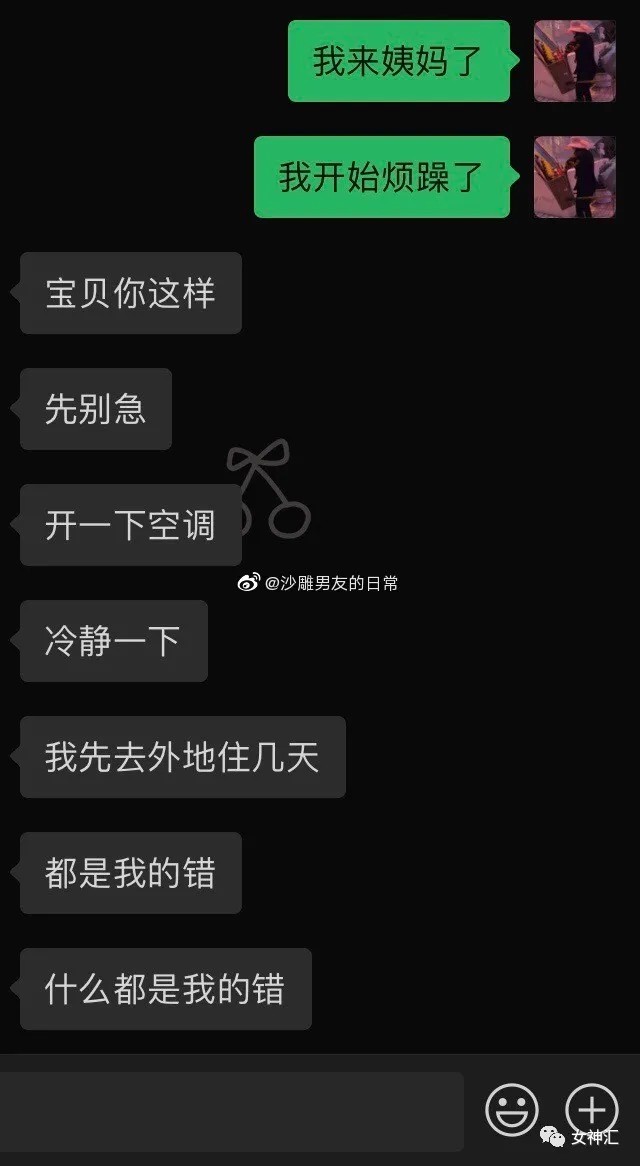 我来姨妈了
我开始烦躁了
宝贝你这样
先别急
开一下空调
@沙雕男友的日常
冷静一下
我先去外地住几天
都是我的错
什么都是我的错
女神汇